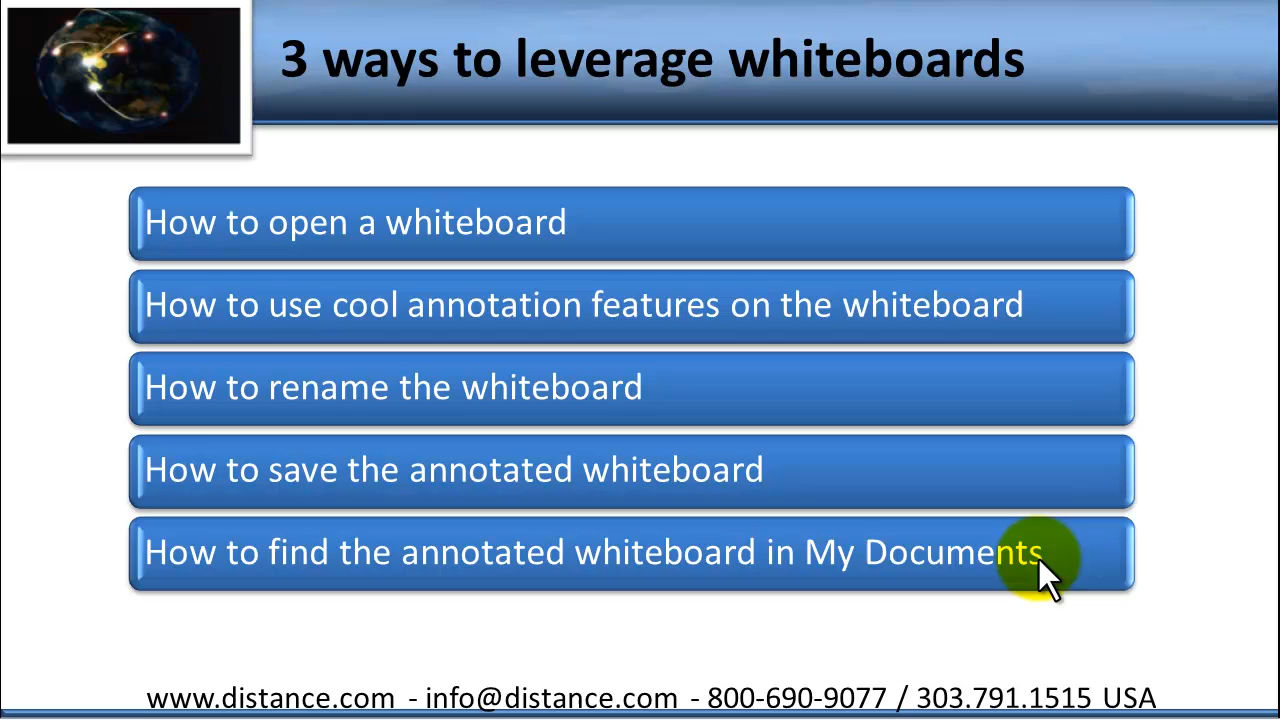 3 ways to leverage whiteboards
How to open a whiteboard
How to use cool annotation features on the whiteboard
How to rename the whiteboard
How to save the annotated whiteboard
How to find the annotated whiteboard in My Documents
www.distance.com - info@distance.com - 800-690-9077 / 303.791.1515 USA